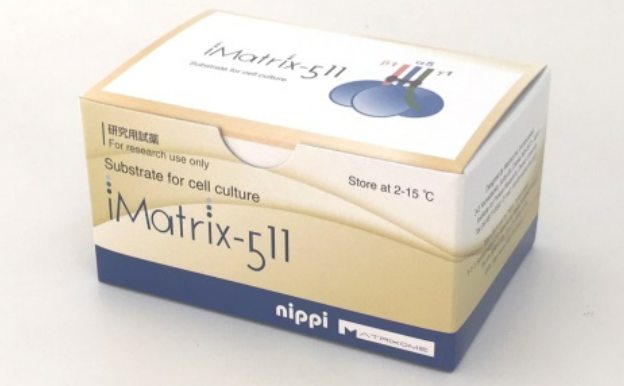 iMatrix-511
Substrate for cell culture
β1 α5 γ1
研究用試薬
For research use only
Substrate for cell culture
iMatrix-511
Store at 2-15 ℃
nippi
MATRIXOME